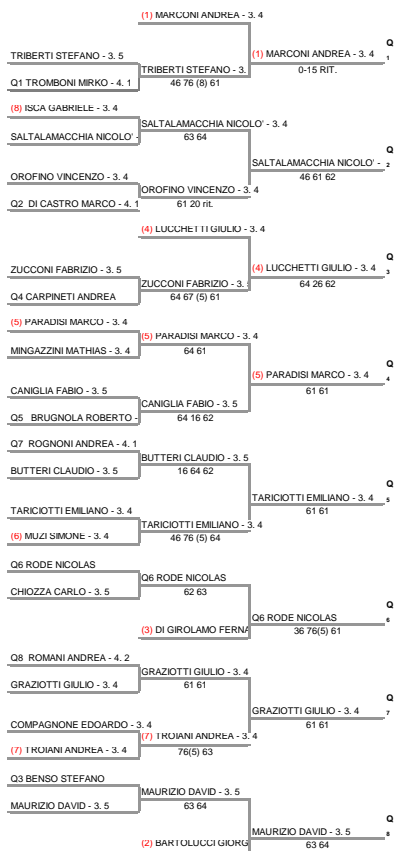 (1) MARCONI ANDREA - 3. 4
Q
TRIBERTI STEFANO - 3. 5
(1) MARCONI ANDREA - 3. 4
1
TRIBERTI STEFANO - 3.
0-15 RIT.
Q1 TROMBONI MIRKO - 4. 1
46 76 (8) 61
(8) ISCA GABRIELE - 3. 4
SALTALAMACCHIA NICOLO' - 3. 4
SALTALAMACCHIA NICOLO' -
63 64
Q
SALTALAMACCHIA NICOLO' -
2
OROFINO VINCENZO - 3. 4
46 61 62
OROFINO VINCENZO - 3. 4
Q2 DI CASTRO MARCO - 4. 1
61 20 rit.
(4) LUCCHETTI GIULIO - 3. 4
Q
ZUCCONI FABRIZIO - 3. 5
(4) LUCCHETTI GIULIO - 3. 4
3
ZUCCONI FABRIZIO - 3. 5
64 26 62
Q4 CARPINETI ANDREA
64 67 (5) 61
(5) PARADISI MARCO - 3. 4
(5) PARADISI MARCO - 3. 4
MINGAZZINI MATHIAS - 3. 4
64 61
Q
(5) PARADISI MARCO - 3. 4
4
CANIGLIA FABIO - 3. 5
61 61
CANIGLIA FABIO - 3. 5
Q5 BRUGNOLA ROBERTO -
64 16 62
Q7 ROGNONI ANDREA - 4. 1
BUTTERI CLAUDIO - 3. 5
BUTTERI CLAUDIO - 3. 5
16 64 62
Q
TARICIOTTI EMILIANO - 3. 4
5
TARICIOTTI EMILIANO - 3. 4
61 61
TARICIOTTI EMILIANO - 3. 4
(6) MUZI SIMONE - 3. 4
46 76 (5) 64
Q6 RODE NICOLAS
Q6 RODE NICOLAS
CHIOZZA CARLO - 3. 5
62 63
Q
Q6 RODE NICOLAS
6
(3) DI GIROLAMO FERNA
36 76(5) 61
Q8 ROMANI ANDREA - 4. 2
GRAZIOTTI GIULIO - 3. 4
GRAZIOTTI GIULIO - 3. 4
61 61
Q
GRAZIOTTI GIULIO - 3. 4
7
COMPAGNONE EDOARDO - 3. 4
61 61
(7) TROIANI ANDREA - 3. 4
(7) TROIANI ANDREA - 3. 4
76(5) 63
Q3 BENSO STEFANO
MAURIZIO DAVID - 3. 5
MAURIZIO DAVID - 3. 5
63 64
Q
MAURIZIO DAVID - 3. 5
8
(2) BARTOLUCCI GIORG
63 64